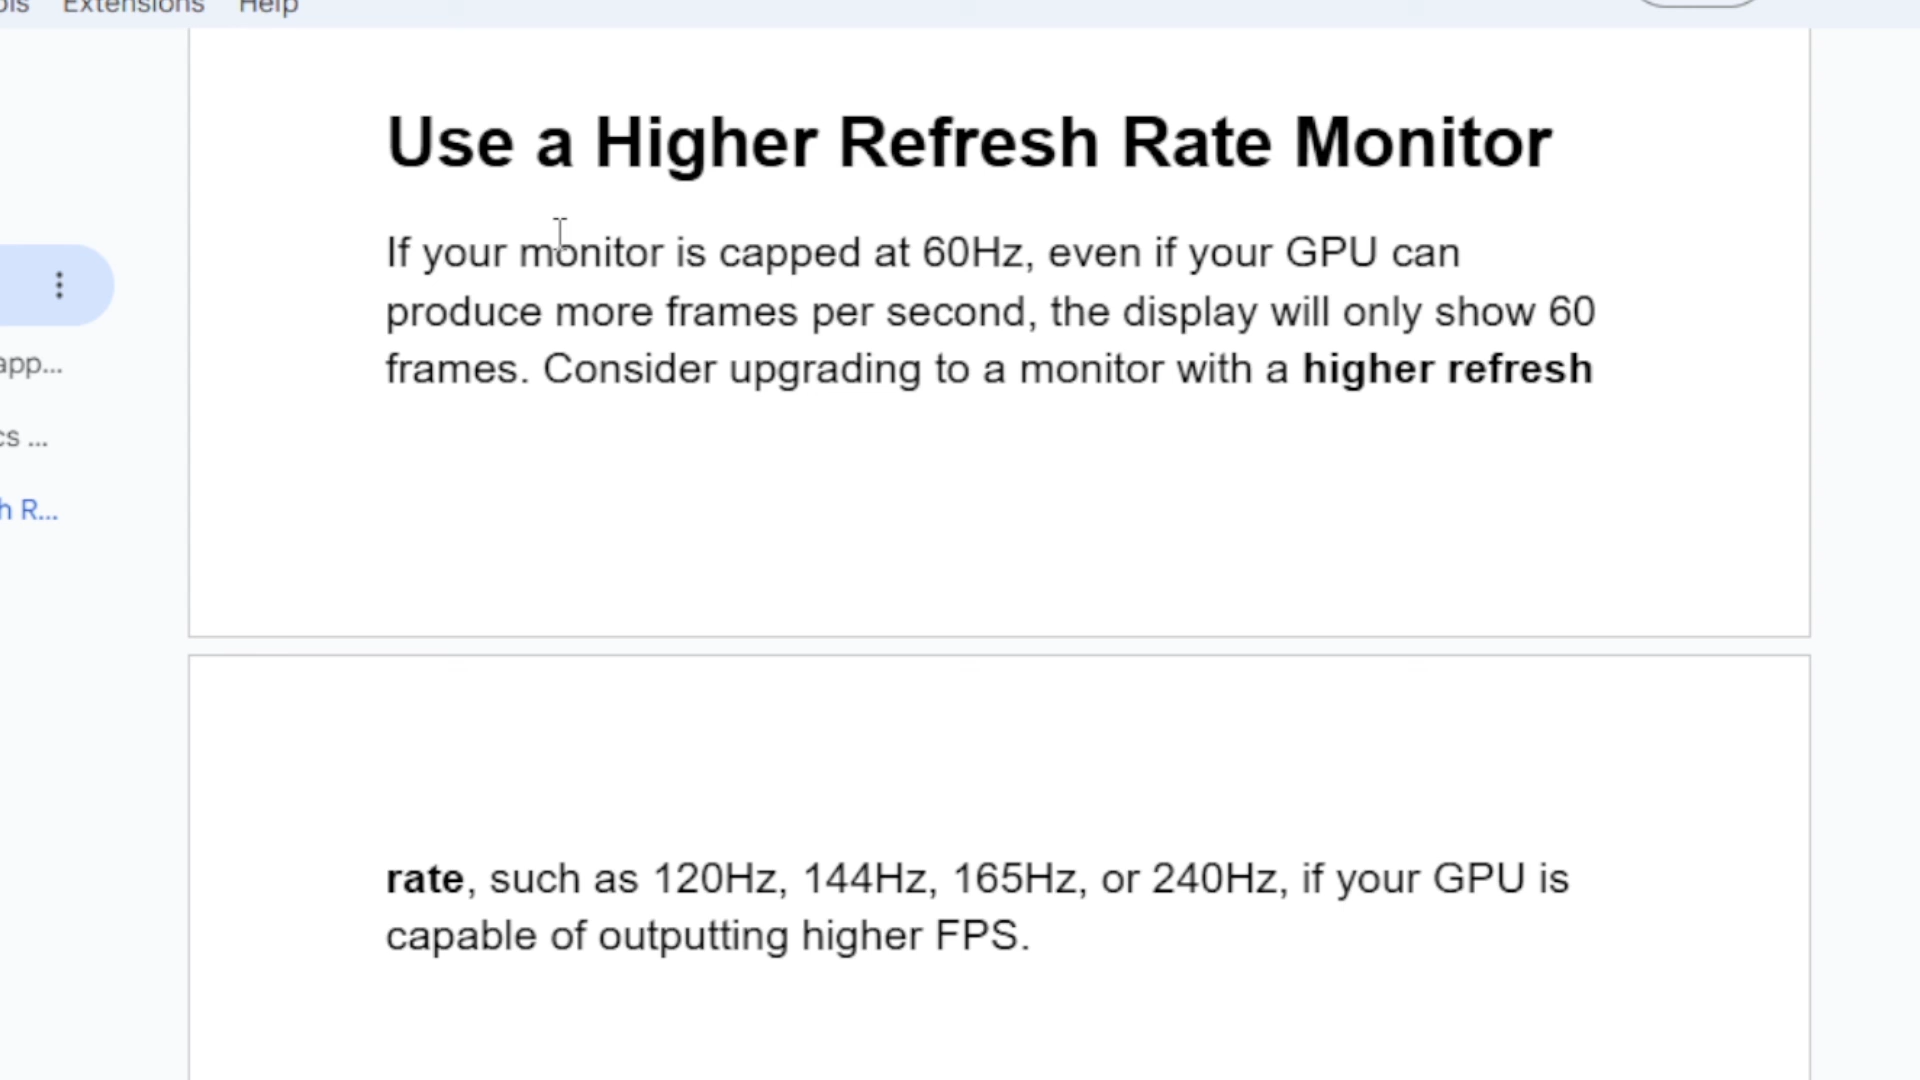 Extensions Help
Use a Higher Refresh Rate Monitor
If your monitor is capped at 60Hz, even if your GPU can
produce more frames per second, the display will only show 60
app...
frames. Consider upgrading to a monitor with a higher refresh
cs ...
h R...
rate, such as 120Hz, 144Hz, 165Hz, or 240Hz, if your GPU is
capable of outputting higher FPS.